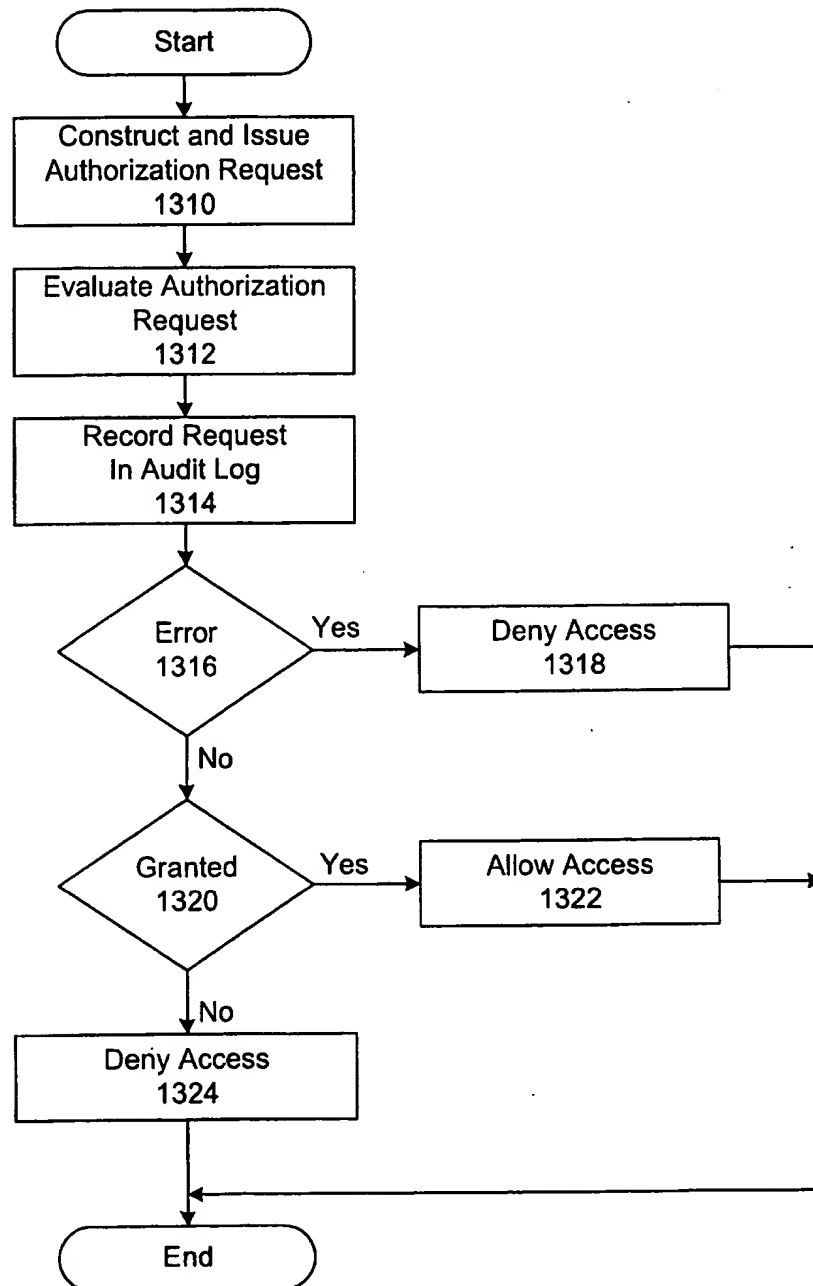 Start
Construct and Issue
Authorization Request
1310
Evaluate Authorization
Request
1312
Record Request
In Audit Log
1314
Error
1316
Yes
Deny Access
1318
No
Granted
1320
Yes
Allow Access
1322
No
Deny Access
1324
End